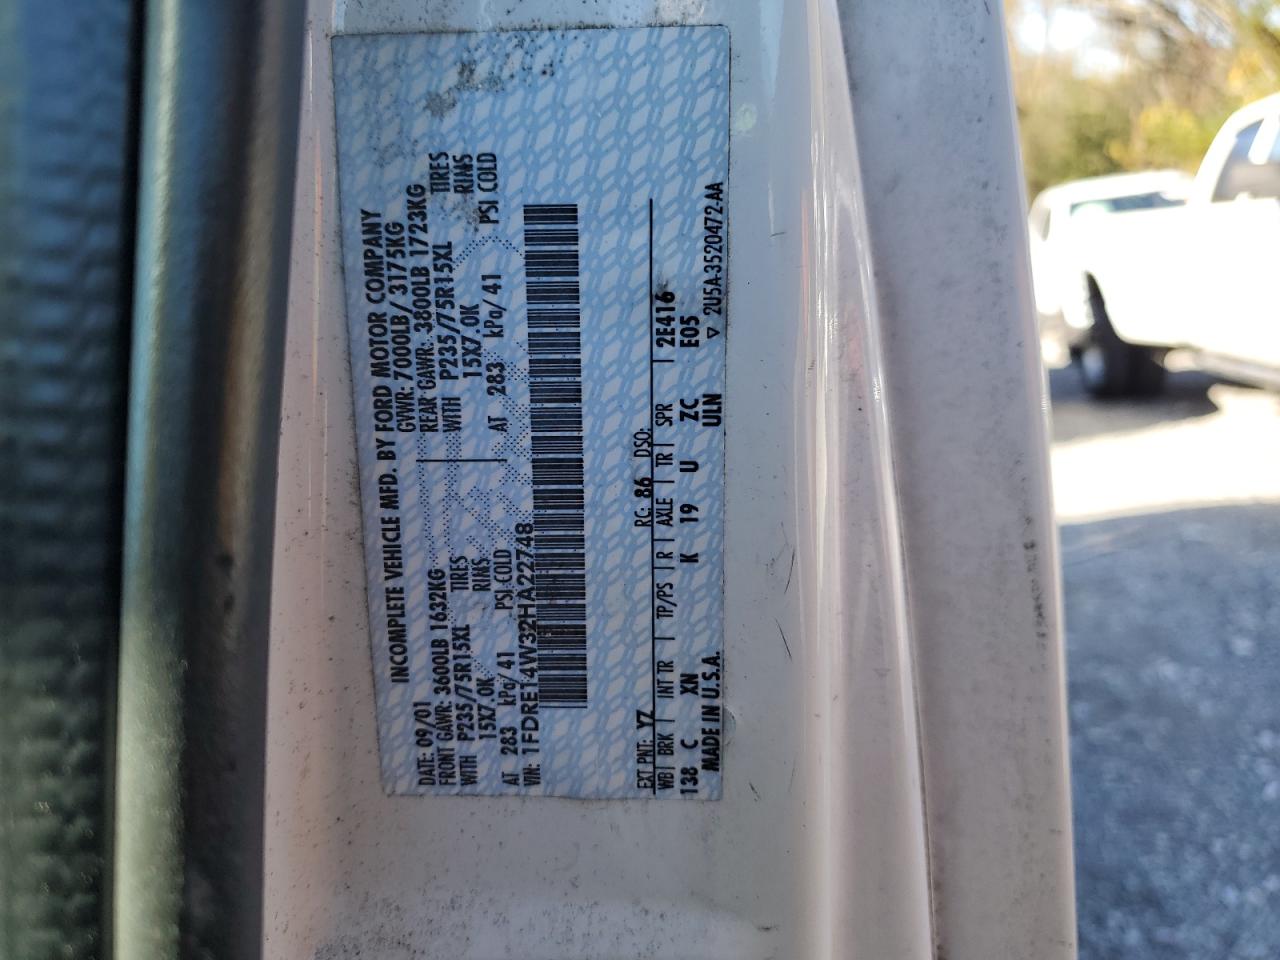 INCOMPLETE VEHICLE MFD. BY FORD MOTOR COMPANY
DATE: 09/01 GVWR: 7000LB/ 3175KG
FRONT GAWR: 3600LB 1632KG REAR GAWR: 3800LB 1723KG
WITH P235/75R15XL TIRES WITH P235/75R15XL TIRES
15X7.0K RIMS 15X7.0K RIMS
AT 283 kPa/ 41 PSI COLD AT 283 kPa/ 41 PSI COLD
VIN: 1FDRE14W32HA22748
EXT PNT: YZ RC: 86 DSO:
WB BRK INT TR TP/PS R AXLE TR SPR 2E416
138 C XN K 19 U ZC E05
MADE IN U.S.A. ULN ▽ 2U5A-3520472-AA